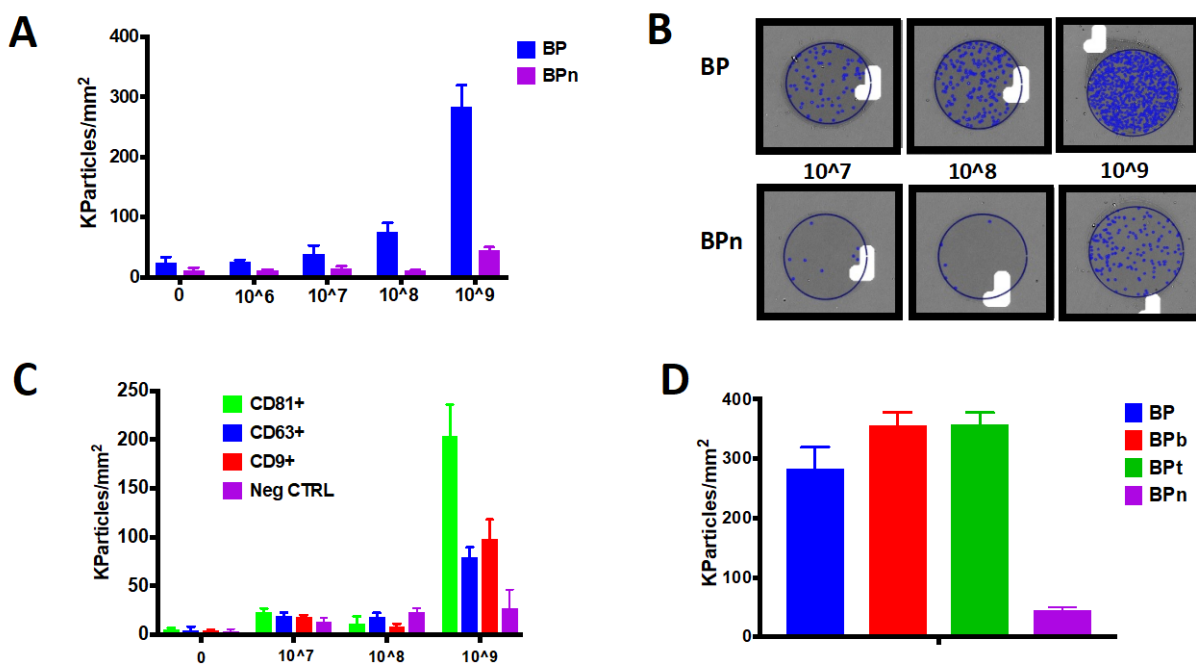 A
KParticles/mm²
400
300
200
100
0
0 10^6 10^7 10^8 10^9
BP
BPn
B
BP
10^7 10^8 10^9
BPn
C
KParticles/mm²
250
200
150
100
50
0
0 10^7 10^8 10^9
CD81+
CD63+
CD9+
Neg CTRL
D
KParticles/mm²
400
300
200
100
0
BP
BPb
BPt
BPn